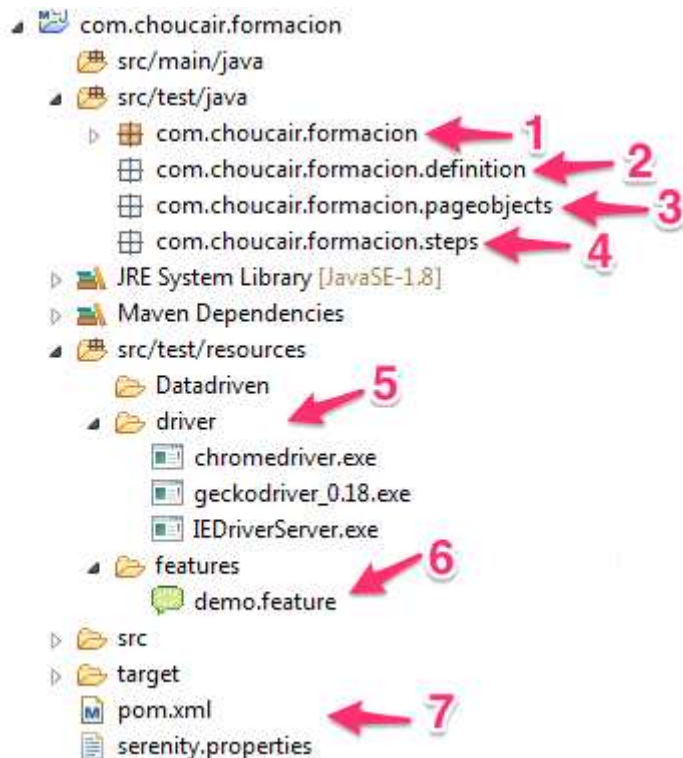 com.choucair.formacion
src/main/java
src/test/java
com.choucair.formacion 1
com.choucair.formacion.definition 2
com.choucair.formacion.pageobjects 3
com.choucair.formacion.steps 4
JRE System Library [JavaSE-1.8]
Maven Dependencies
src/test/resources
Datadriven 5
driver
chromedriver.exe
geckodriver_0.18.exe
IEDriverServer.exe
features 6
demo.feature
src
target
pom.xml 7
serenity.properties